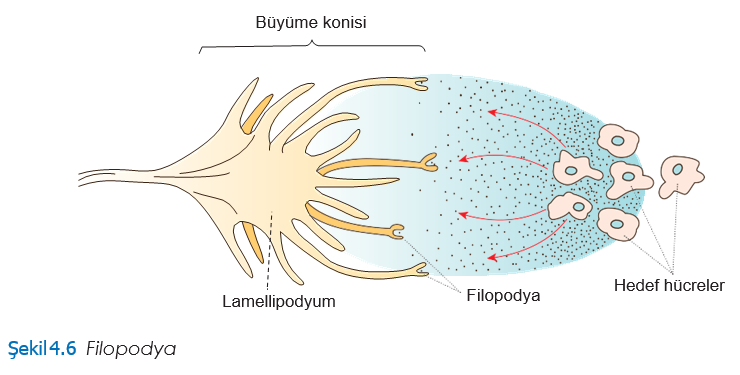 Büyüme konisi
Lamellipodyum
Filopodya
Hedef hücreler
Şekil 4.6 Filopodya